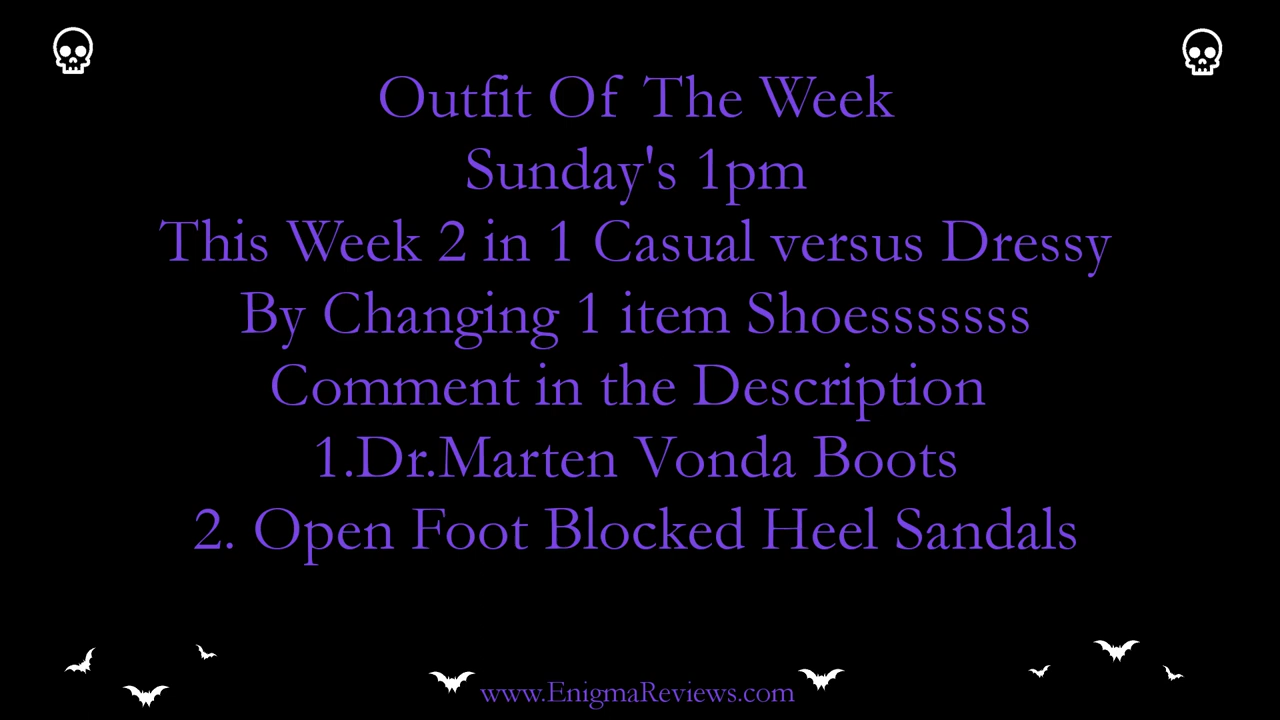 Outfit Of The Week
Sunday's 1pm
This Week 2 in 1 Casual versus Dressy
By Changing 1 item Shoesssssss
Comment in the Description
1.Dr.Marten Vonda Boots
2. Open Foot Blocked Heel Sandals
www.EnigmaReviews.com